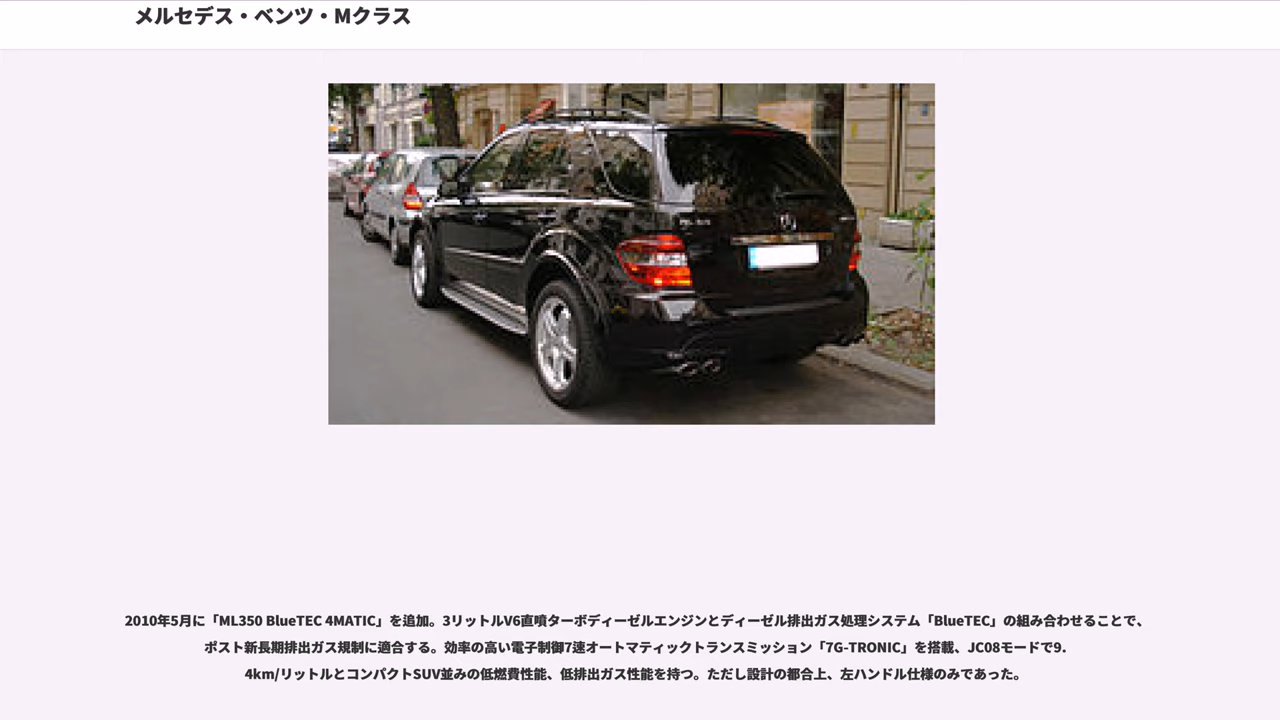 メルセデス・ベンツ・Mクラス
2010年5月に「ML350 BlueTEC 4MATIC」を追加。3リットルV6直噴ターボディーゼルエンジンとディーゼル排出ガス処理システム「BlueTEC」の組み合わせることで、
ポスト新長期排出ガス規制に適合する。効率の高い電子制御7速オートマティックトランスミッション「7G-TRONIC」を搭載、JC08モードで9.
4km/リットルとコンパクトSUV並みの低燃費性能、低排出ガス性能を持つ。ただし設計の都合上、左ハンドル仕様のみであった。